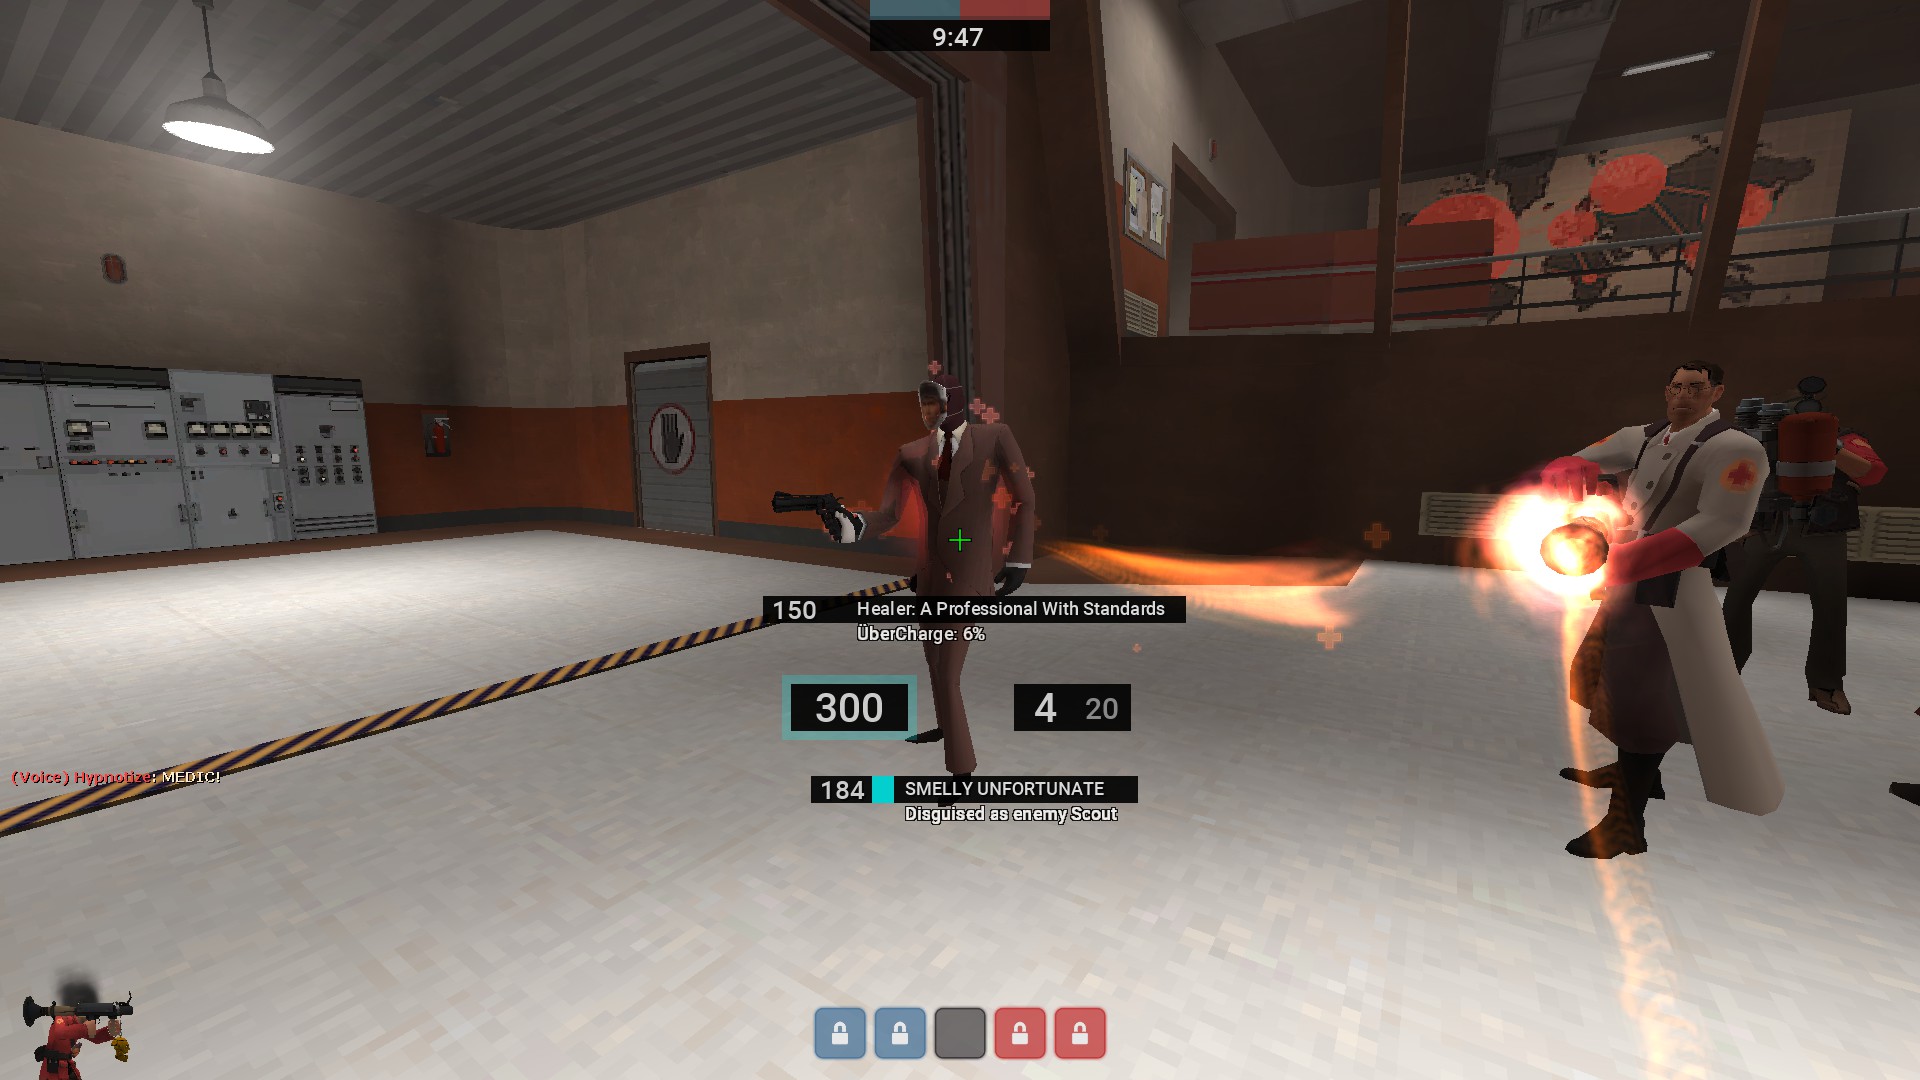 9:47
150 Healer: A Professional With Standards
ÜberCharge: 6%
300 4 20
(Voice) Hypnotize: MEDIC!
184 SMELLY UNFORTUNATE
Disguised as enemy Scout